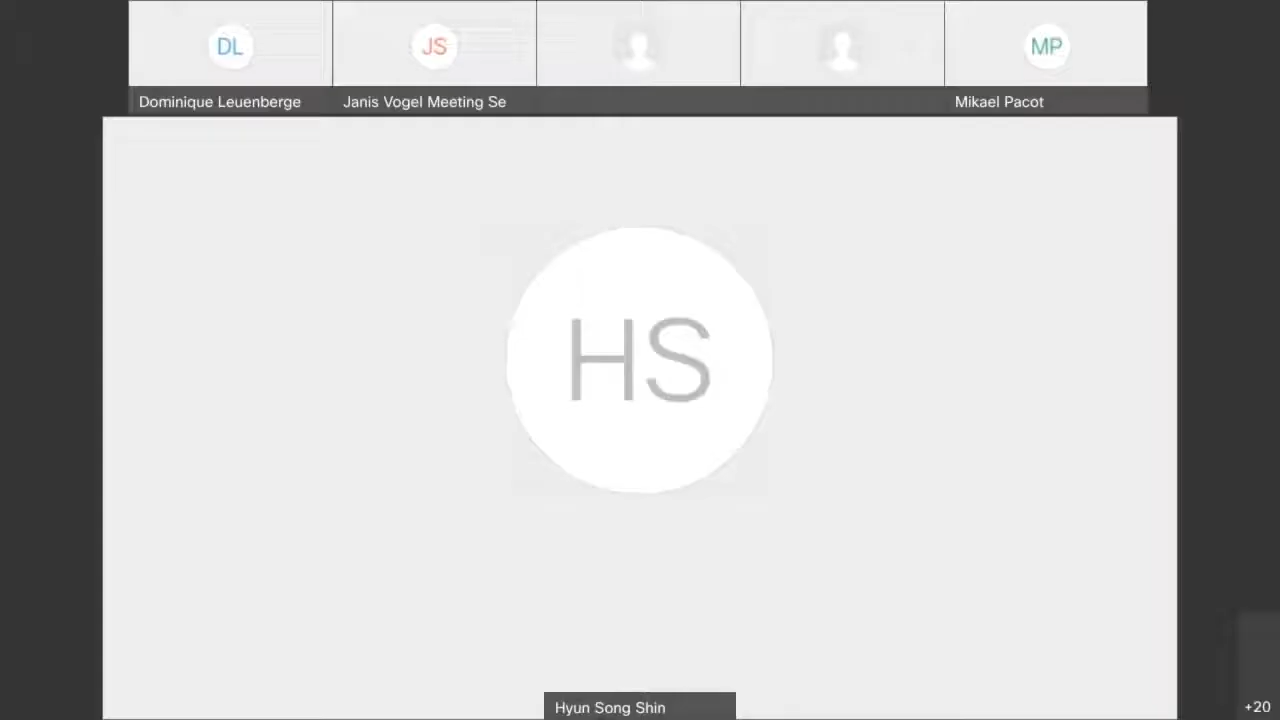 DL
JS
MP
Dominique Leuenberge
Janis Vogel Meeting Se
Mikael Pacot
HS
Hyun Song Shin
+20